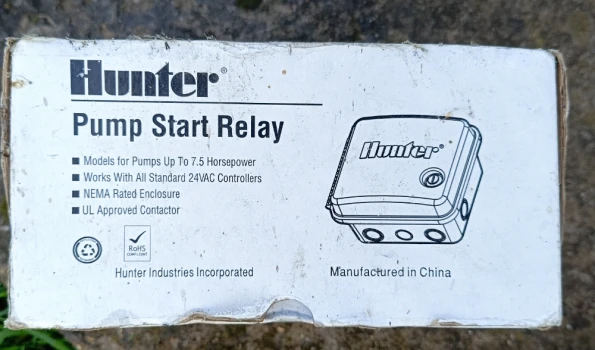 Hunter®
Pump Start Relay
■ Models for Pumps Up To 7.5 Horsepower
■ Works With All Standard 24VAC Controllers
■ NEMA Rated Enclosure
■ UL Approved Contactor
Hunter®
RoHS
COMPLIANT
Hunter Industries Incorporated
Manufactured in China